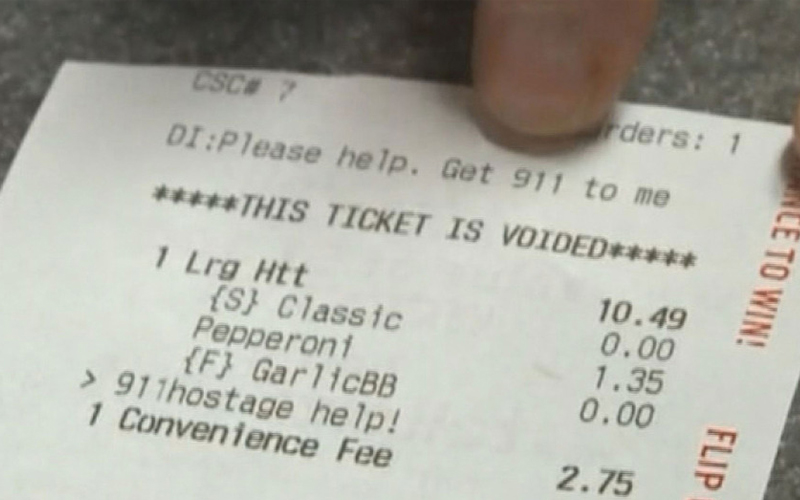 CSC# 7
rders: 1
DI:Please help. Get 911 to me
*****THIS TICKET IS VOIDED*****
1 Lrg Htt 10.49
{S} Classic 0.00
Pepperoni 1.35
{F} GarlicBB 0.00
> 911hostage help!
1 Convenience Fee 2.75
NCE TO WIN!
FLIP